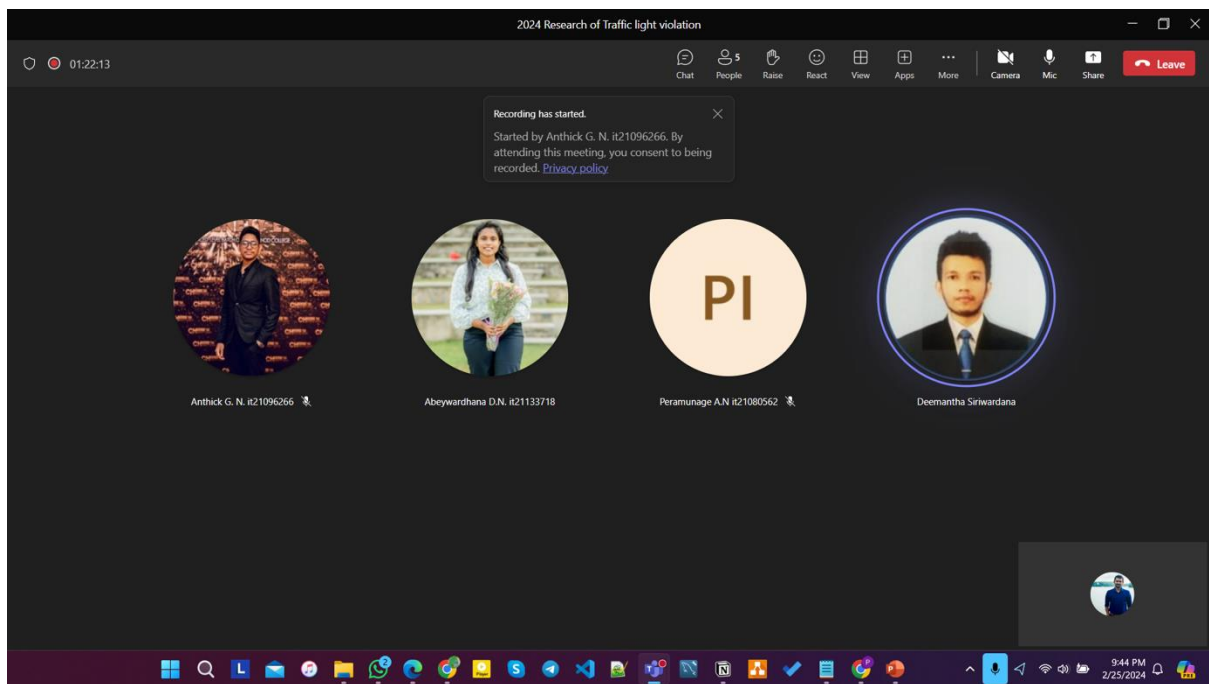 2024 Research of Traffic light violation
01:22:13
5
Chat People Raise React View Apps More Camera Mic Share Leave
Recording has started.
Started by Anthick G. N. it21096266. By
attending this meeting, you consent to being
recorded. Privacy policy
PI
Anthick G. N. it21096266
Abeywardhana D.N. it21133718
Peramunage A.N it21080562
Deemantha Siriwardana
9:44 PM
2/25/2024